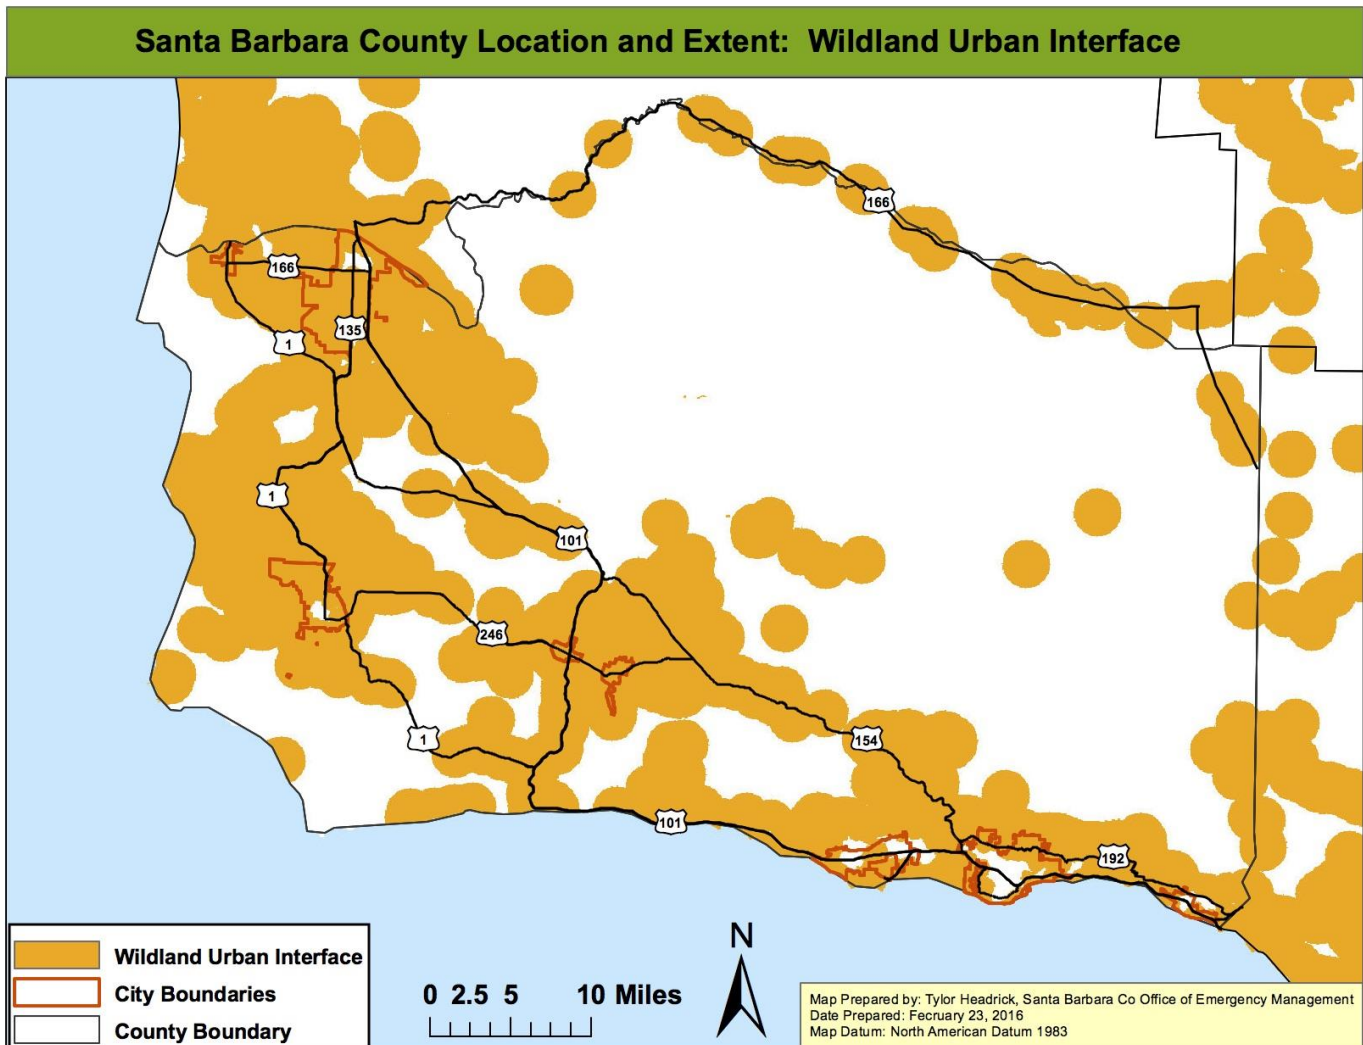 Santa Barbara County Location and Extent: Wildland Urban Interface
166
166
135
1
1
101
246
1
154
101
192
Wildland Urban Interface
City Boundaries
County Boundary
0 2.5 5 10 Miles
N
Map Prepared by: Tylor Headrick, Santa Barbara Co Office of Emergency Management
Date Prepared: Fecruary 23, 2016
Map Datum: North American Datum 1983